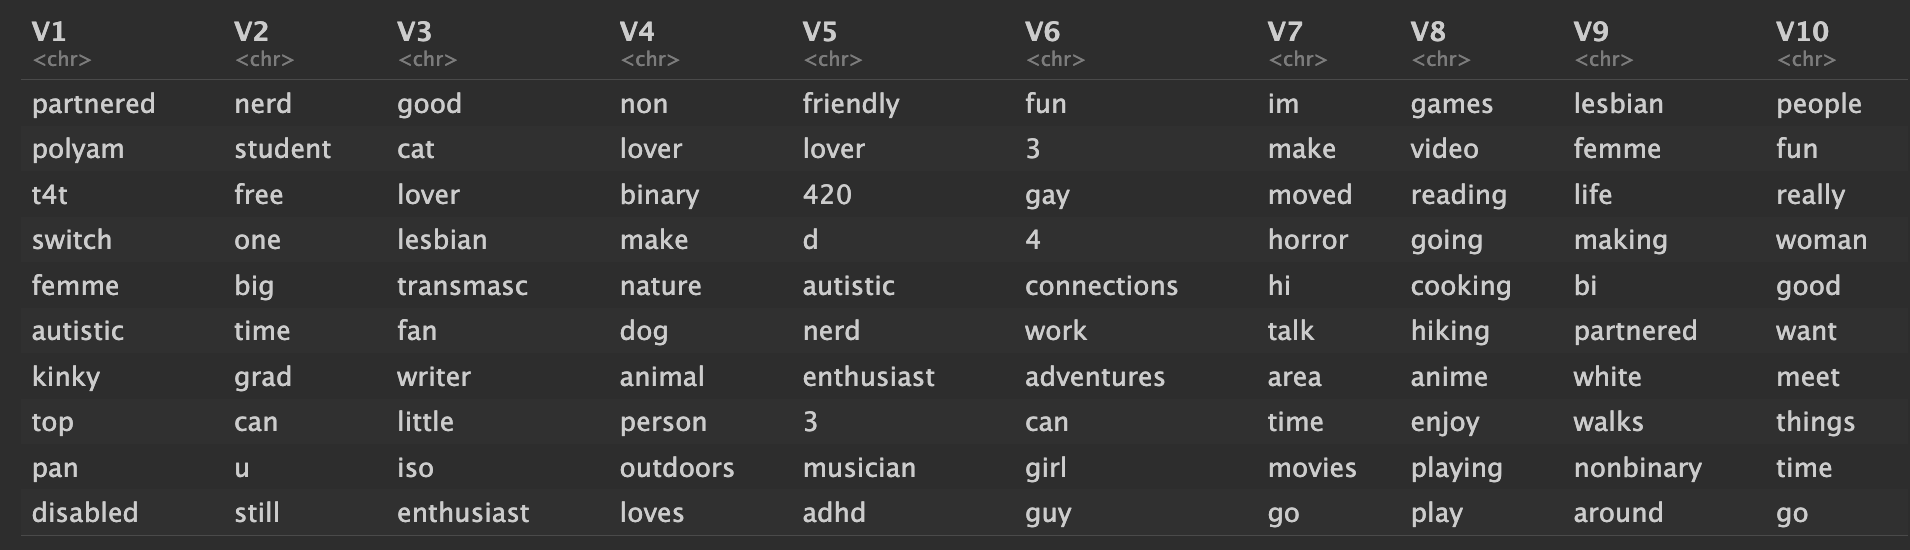 V1 V2 V3 V4 V5 V6 V7 V8 V9 V10
<chr> <chr> <chr> <chr> <chr> <chr> <chr> <chr> <chr> <chr>
partnered nerd good non friendly fun im games lesbian people
polyam student cat lover lover 3 make video femme fun
t4t free lover binary 420 gay moved reading life really
switch one lesbian make d 4 horror going making woman
femme big transmasc nature autistic connections hi cooking bi good
autistic time fan dog nerd work talk hiking partnered want
kinky grad writer animal enthusiast adventures area anime white meet
top can little person 3 can time enjoy walks things
pan u iso outdoors musician girl movies playing nonbinary time
disabled still enthusiast loves adhd guy go play around go